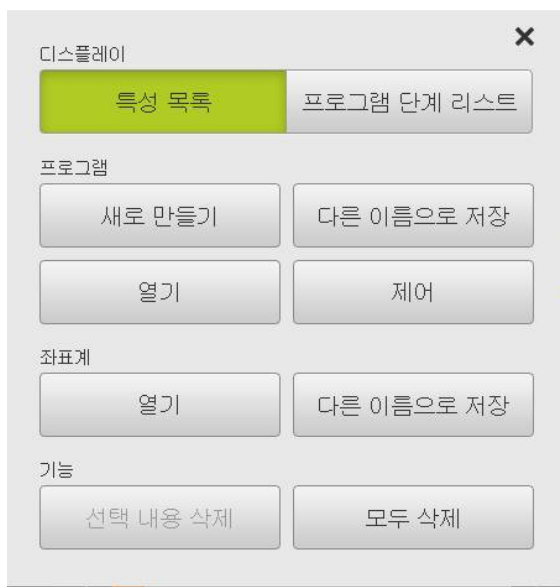 디스플레이
특성 목록 프로그램 단계 리스트
프로그램
새로 만들기 다른 이름으로 저장
열기 제어
좌표계
열기 다른 이름으로 저장
기능
선택 내용 삭제 모두 삭제